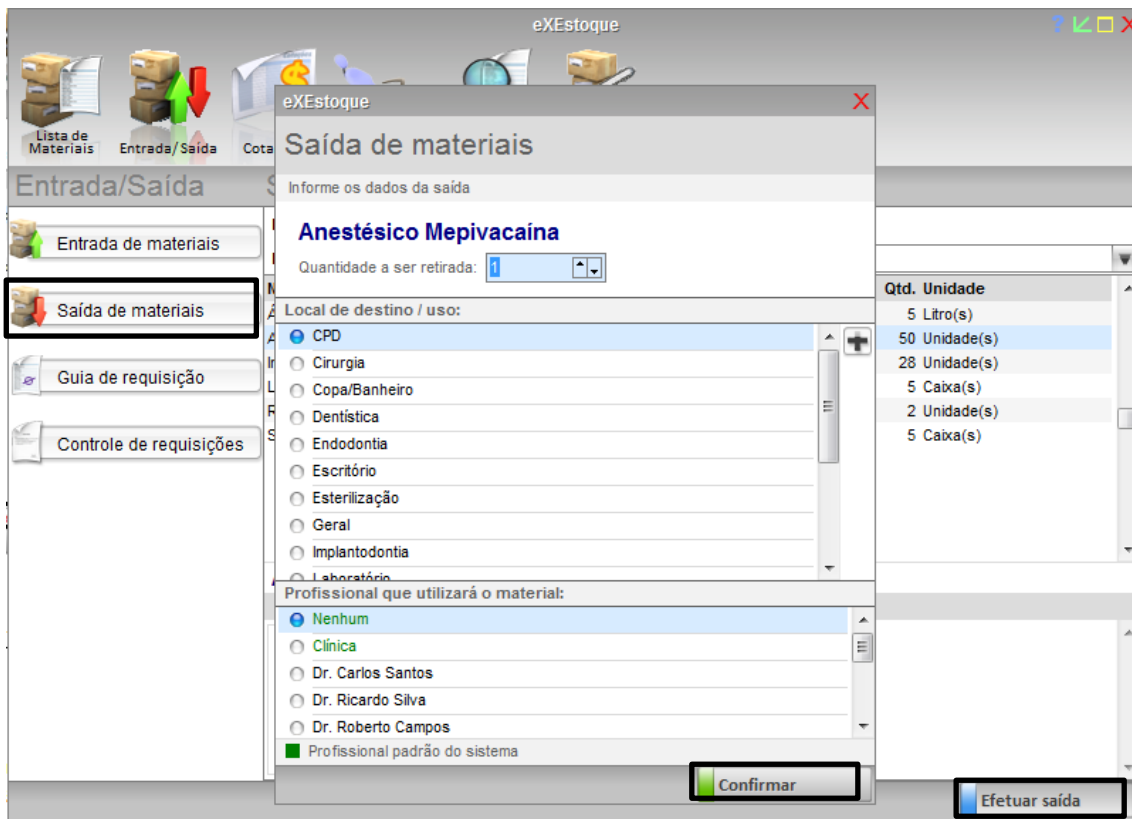 eXEstoque
Lista de
Materiais
Entrada/Saída
Cota
Entrada/Saída
Entrada de materiais
Saída de materiais
Guia de requisição
Controle de requisições
eXEstoque
Saída de materiais
Informe os dados da saída
Anestésico Mepivacaína
Quantidade a ser retirada: 1
Local de destino / uso:
CPD
Cirurgia
Copa/Banheiro
Dentística
Endodontia
Escritório
Esterilização
Geral
Implantodontia
Laboratório
Profissional que utilizará o material:
Nenhum
Clínica
Dr. Carlos Santos
Dr. Ricardo Silva
Dr. Roberto Campos
Profissional padrão do sistema
Confirmar
Qtd. Unidade
5 Litro(s)
50 Unidade(s)
28 Unidade(s)
5 Caixa(s)
2 Unidade(s)
5 Caixa(s)
Efetuar saída